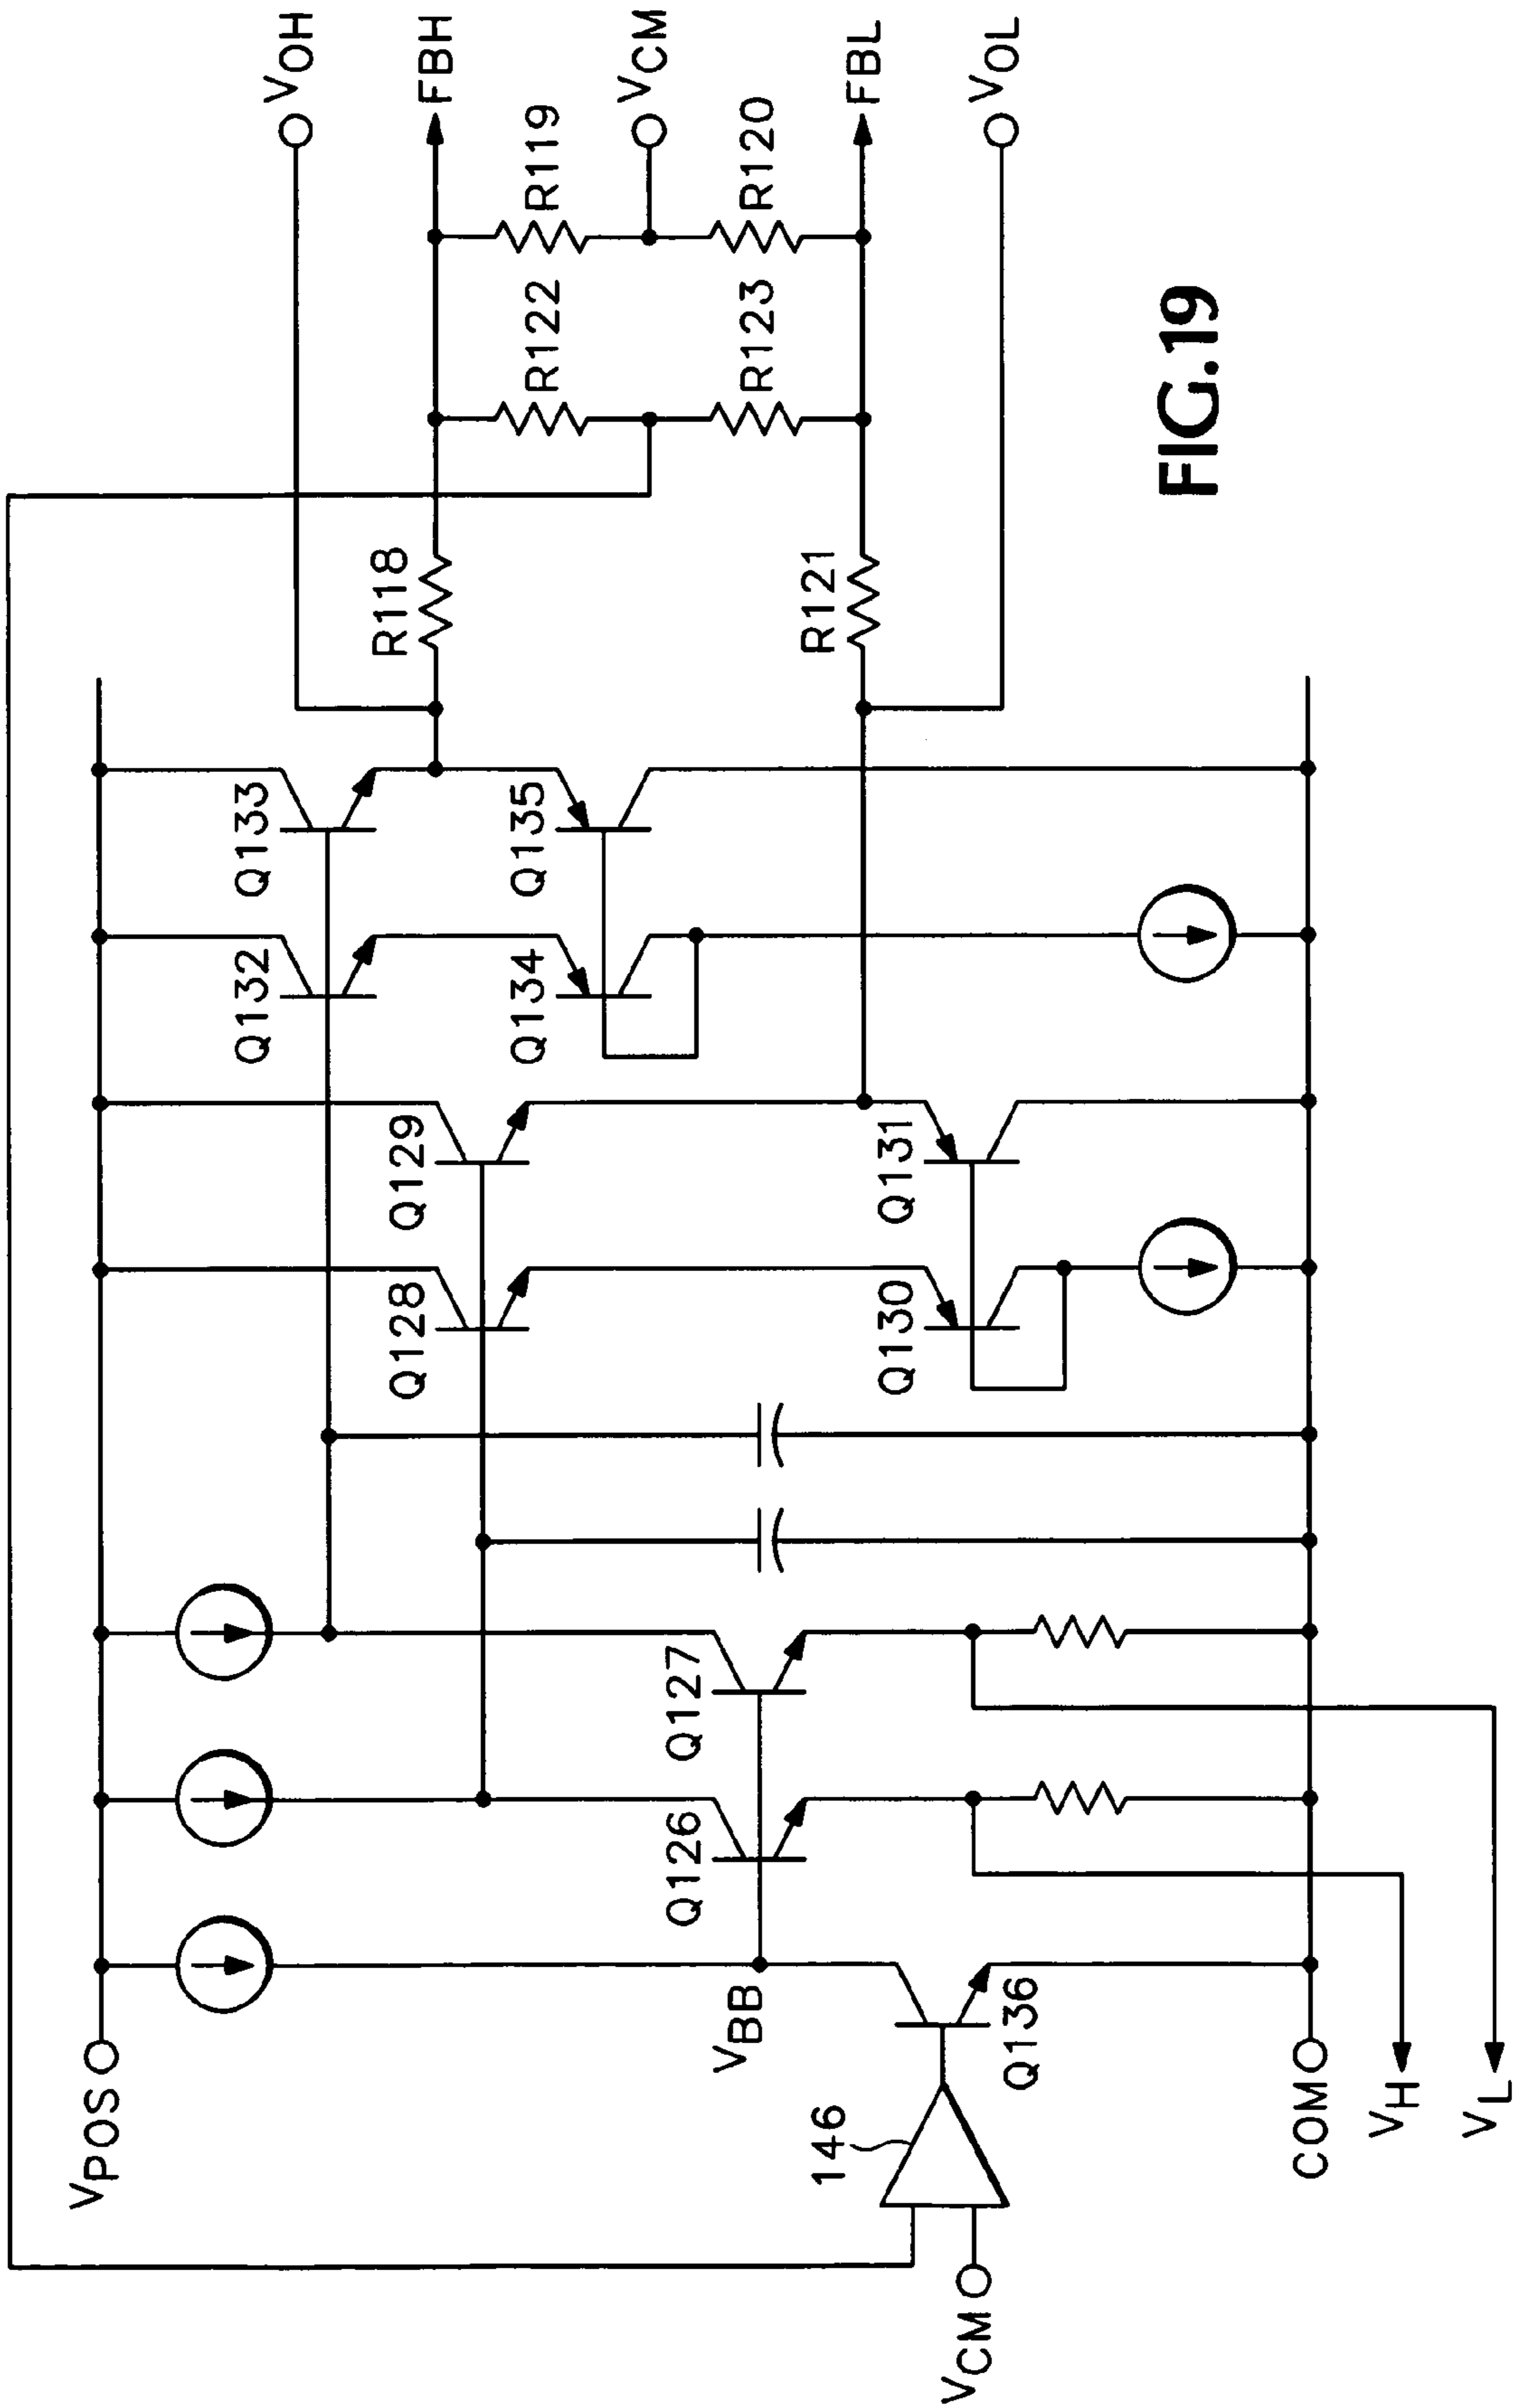 VPOS
VCM
146
Q136
VBB
COM
VH
VL
Q126
Q127
Q128
Q129
Q130
Q131
Q132
Q133
Q134
Q135
R118
R121
R122
R123
R119
R120
VOH
FBH
VCM
FBL
VOL
FIG.19